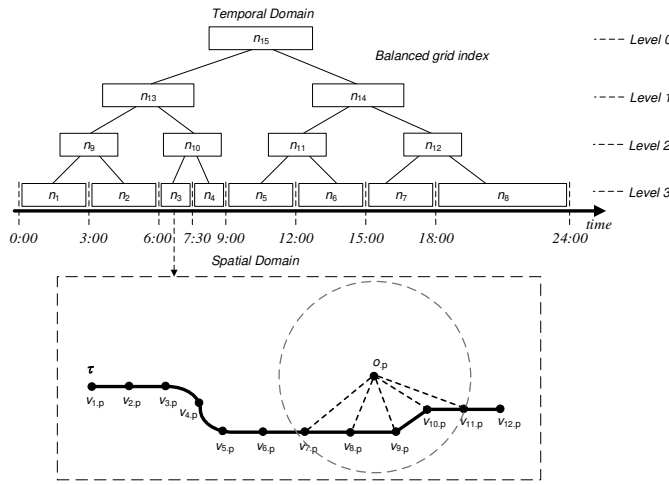 Temporal Domain
n15
Balanced grid index
Level 0
n13
n14
Level 1
n9
n10
n11
n12
Level 2
n1
n2
n3
n4
n5
n6
n7
n8
Level 3
0:00
3:00
6:00
7:30
9:00
12:00
15:00
18:00
24:00
time
Spatial Domain
o.p
τ
v1.p
v2.p
v3.p
v4.p
v5.p
v6.p
v7.p
v8.p
v9.p
v10.p
v11.p
v12.p